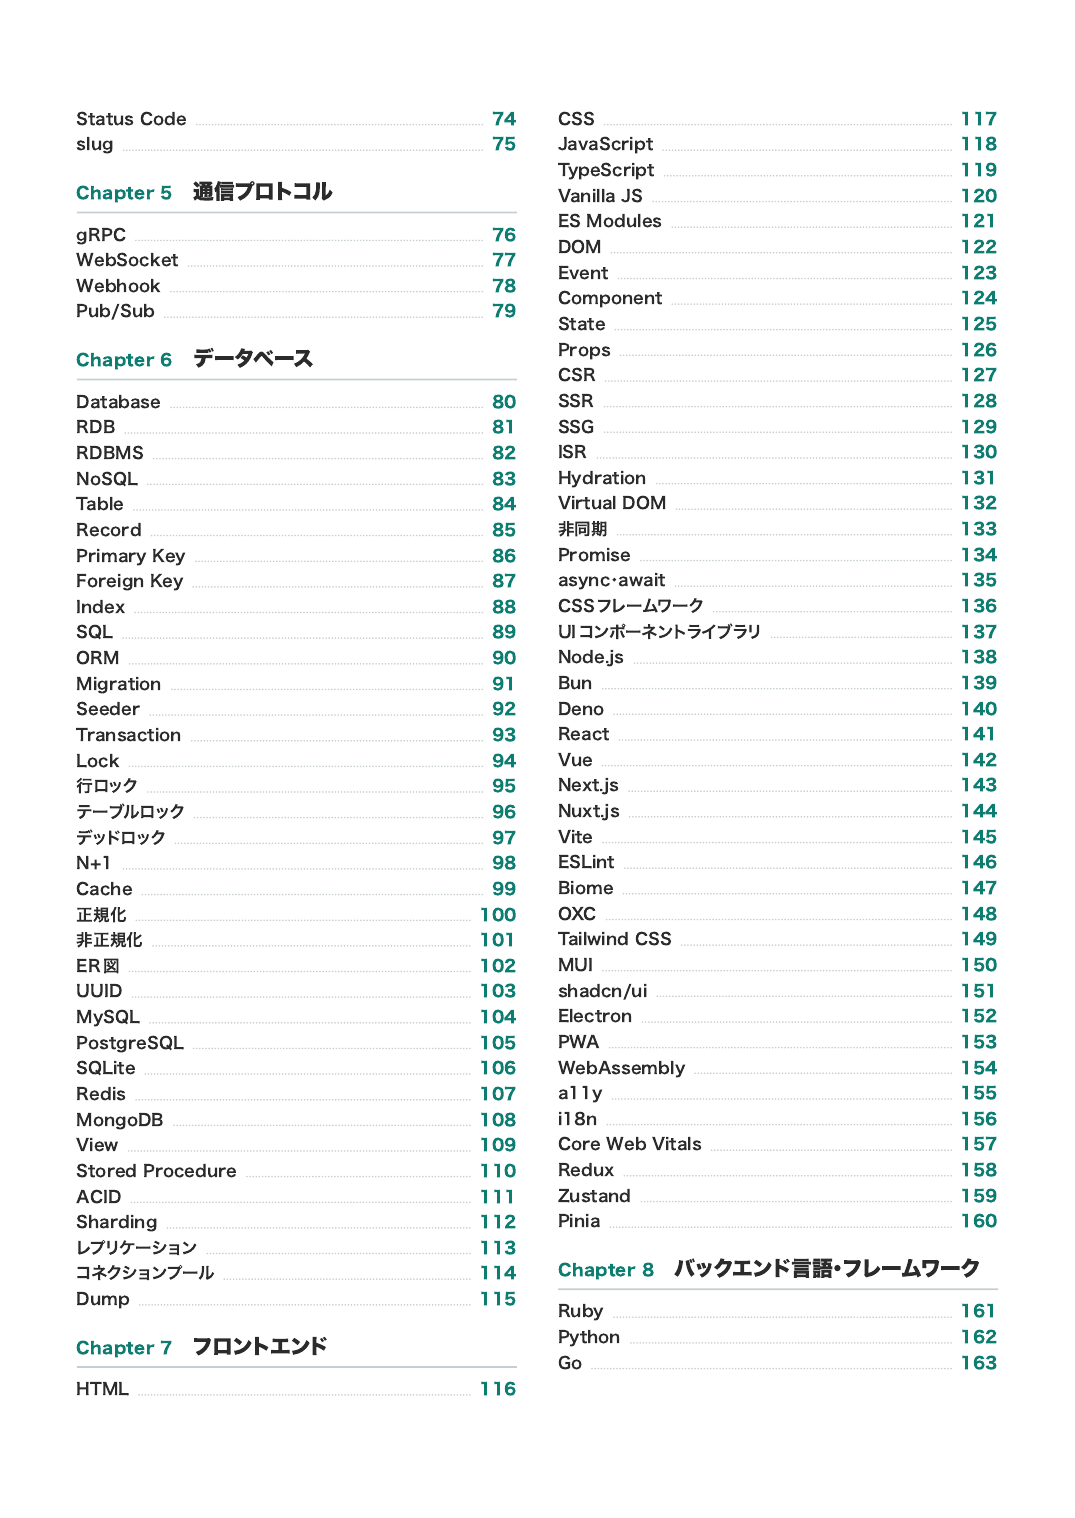 Status Code 74
slug 75
Chapter 5 通信プロトコル
gRPC 76
WebSocket 77
Webhook 78
Pub/Sub 79
Chapter 6 データベース
Database 80
RDB 81
RDBMS 82
NoSQL 83
Table 84
Record 85
Primary Key 86
Foreign Key 87
Index 88
SQL 89
ORM 90
Migration 91
Seeder 92
Transaction 93
Lock 94
行ロック 95
テーブルロック 96
デッドロック 97
N+1 98
Cache 99
正規化 100
非正規化 101
ER図 102
UUID 103
MySQL 104
PostgreSQL 105
SQLite 106
Redis 107
MongoDB 108
View 109
Stored Procedure 110
ACID 111
Sharding 112
レプリケーション 113
コネクションプール 114
Dump 115
Chapter 7 フロントエンド
HTML 116
CSS 117
JavaScript 118
TypeScript 119
Vanilla JS 120
ES Modules 121
DOM 122
Event 123
Component 124
State 125
Props 126
CSR 127
SSR 128
SSG 129
ISR 130
Hydration 131
Virtual DOM 132
非同期 133
Promise 134
async・await 135
CSSフレームワーク 136
UIコンポーネントライブラリ 137
Node.js 138
Bun 139
Deno 140
React 141
Vue 142
Next.js 143
Nuxt.js 144
Vite 145
ESLint 146
Biome 147
OXC 148
Tailwind CSS 149
MUI 150
shadcn/ui 151
Electron 152
PWA 153
WebAssembly 154
a11y 155
i18n 156
Core Web Vitals 157
Redux 158
Zustand 159
Pinia 160
Chapter 8 バックエンド言語・フレームワーク
Ruby 161
Python 162
Go 163